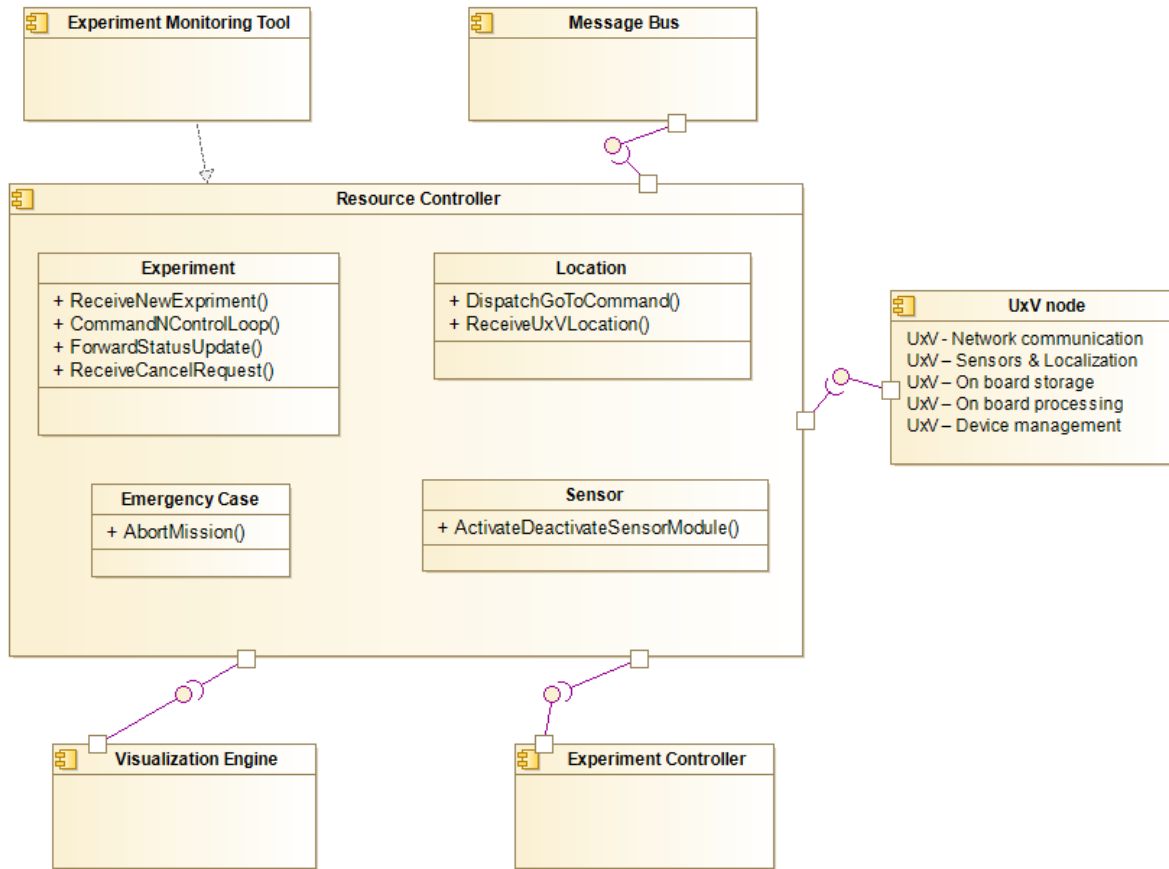 Experiment Monitoring Tool
Message Bus
Resource Controller
Experiment
+ ReceiveNewExpriment()
+ CommandNControlLoop()
+ ForwardStatusUpdate()
+ ReceiveCancelRequest()
Location
+ DispatchGoToCommand()
+ ReceiveUxVLocation()
UxV node
UxV - Network communication
UxV – Sensors & Localization
UxV – On board storage
UxV – On board processing
UxV – Device management
Emergency Case
+ AbortMission()
Sensor
+ ActivateDeactivateSensorModule()
Visualization Engine
Experiment Controller